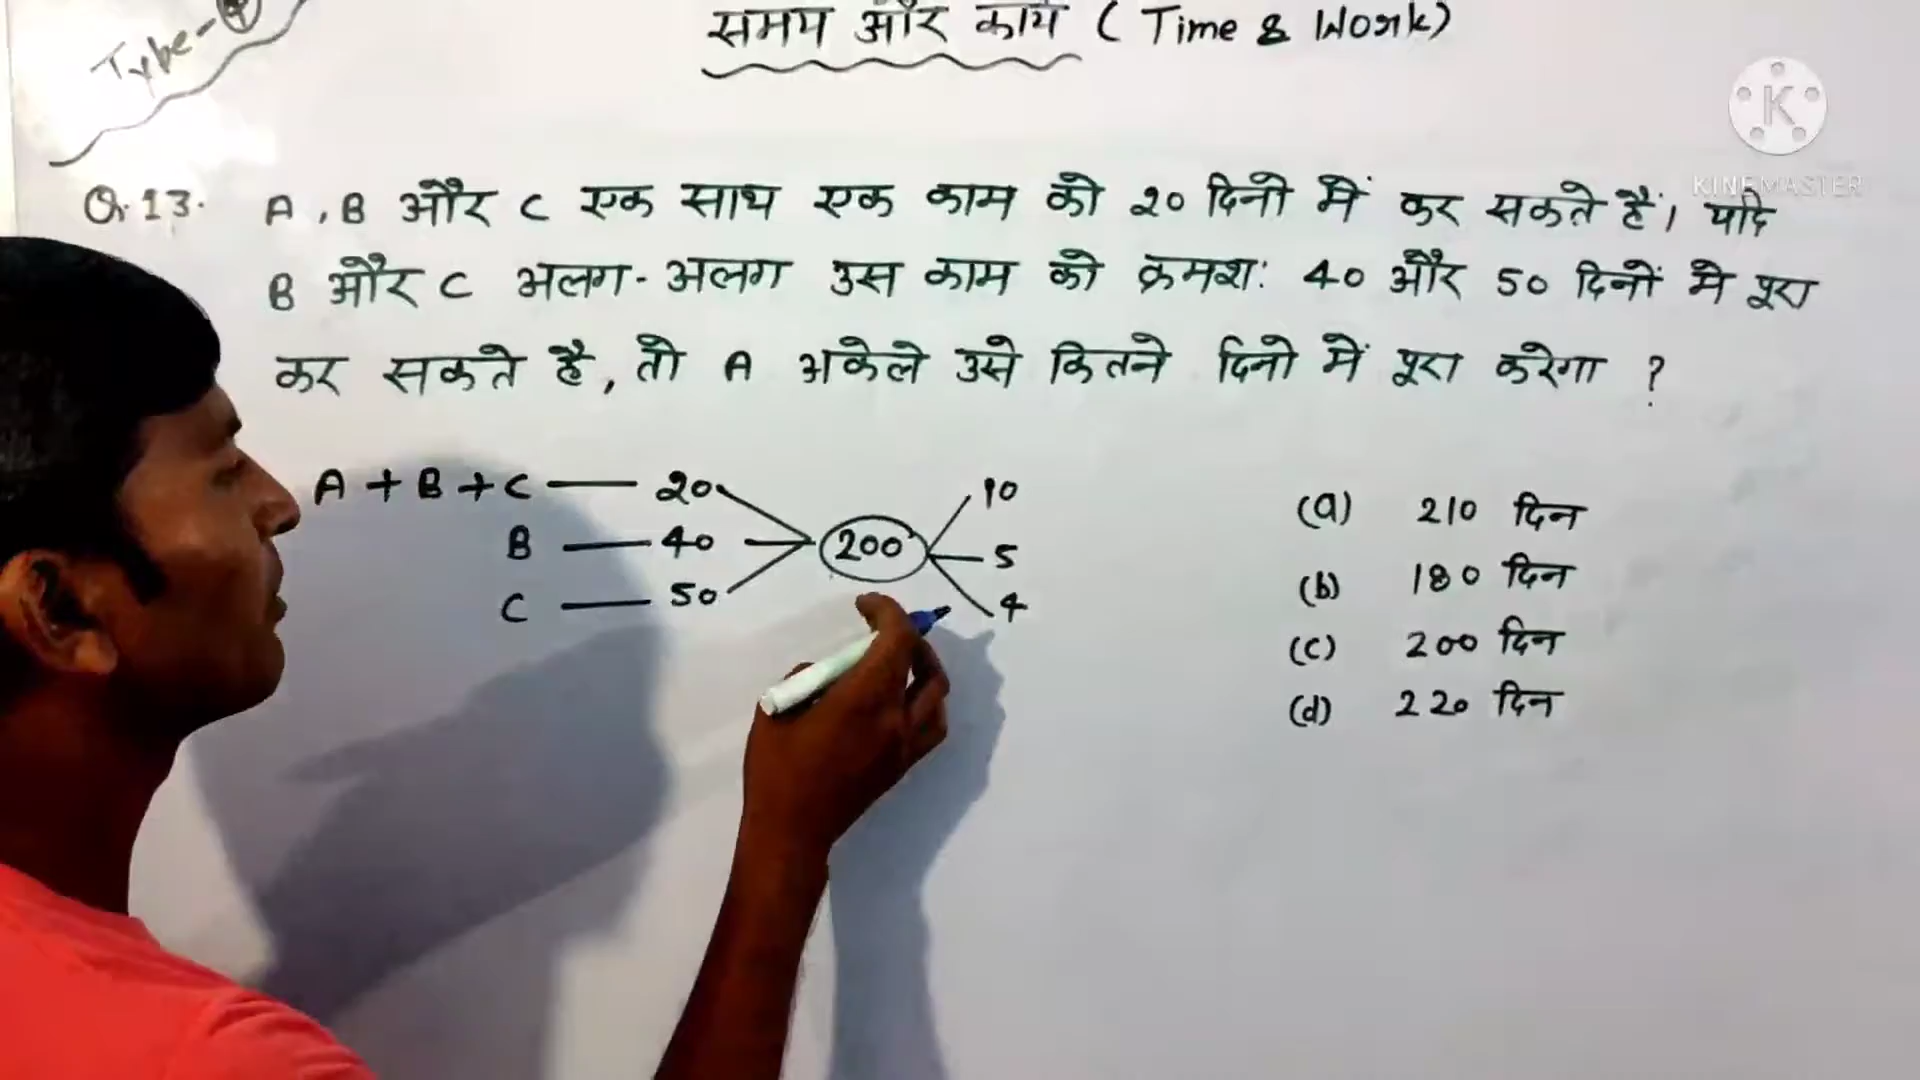 Type-4
समय और कार्य ( Time & Work)
K
KINEMASTER
Q.13. A, B और C एक साथ एक काम को 20 दिनो में कर सकते हैं। यदि
B और C अलग-अलग उस काम को क्रमशः 40 और 50 दिनों मे पूरा
कर सकते है, तो A अकेले उसे कितने दिनो में पूरा करेगा ?
A + B + C — 20
B — 40
C — 50
200
10
5
4
(a) 210 दिन
(b) 180 दिन
(c) 200 दिन
(d) 220 दिन